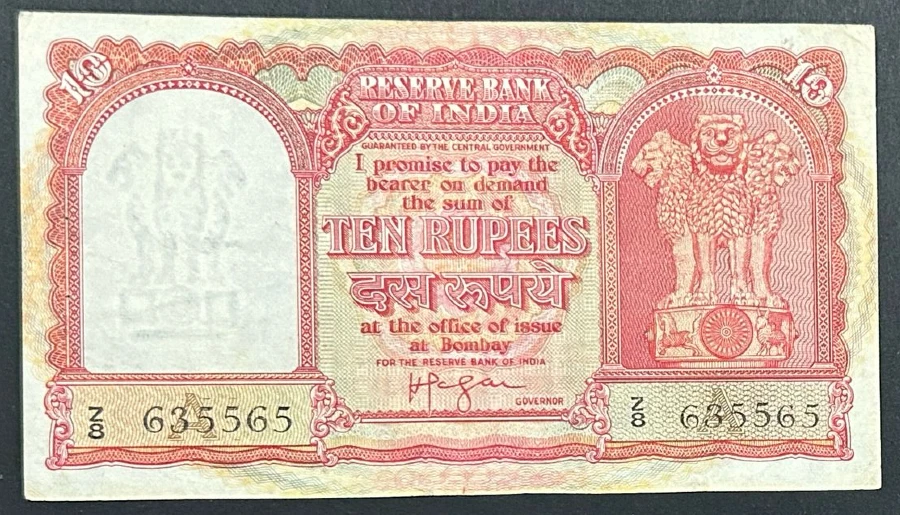 10
10
RESERVE BANK
OF INDIA
GUARANTEED BY THE CENTRAL GOVERNMENT
I promise to pay the
bearer on demand
the sum of
TEN RUPEES
दस रूपये
at the office of issue
at Bombay
FOR THE RESERVE BANK OF INDIA
GOVERNOR
Z/8 635565
A
Z/8 635565
A